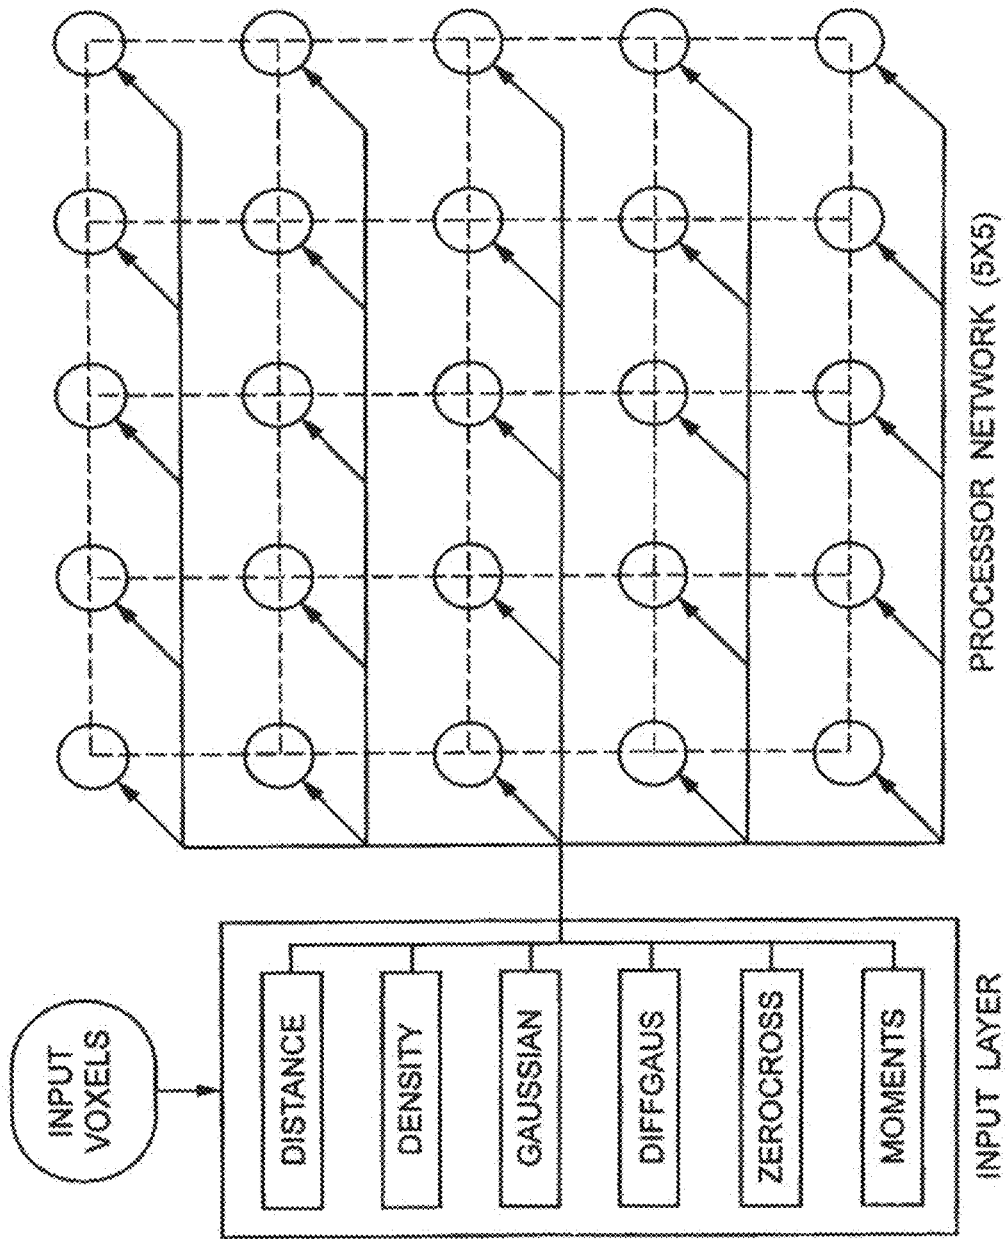 INPUT
VOXELS
DISTANCE
DENSITY
GAUSSIAN
DIFFGAUS
ZEROCROSS
MOMENTS
INPUT LAYER
PROCESSOR NETWORK (5X5)